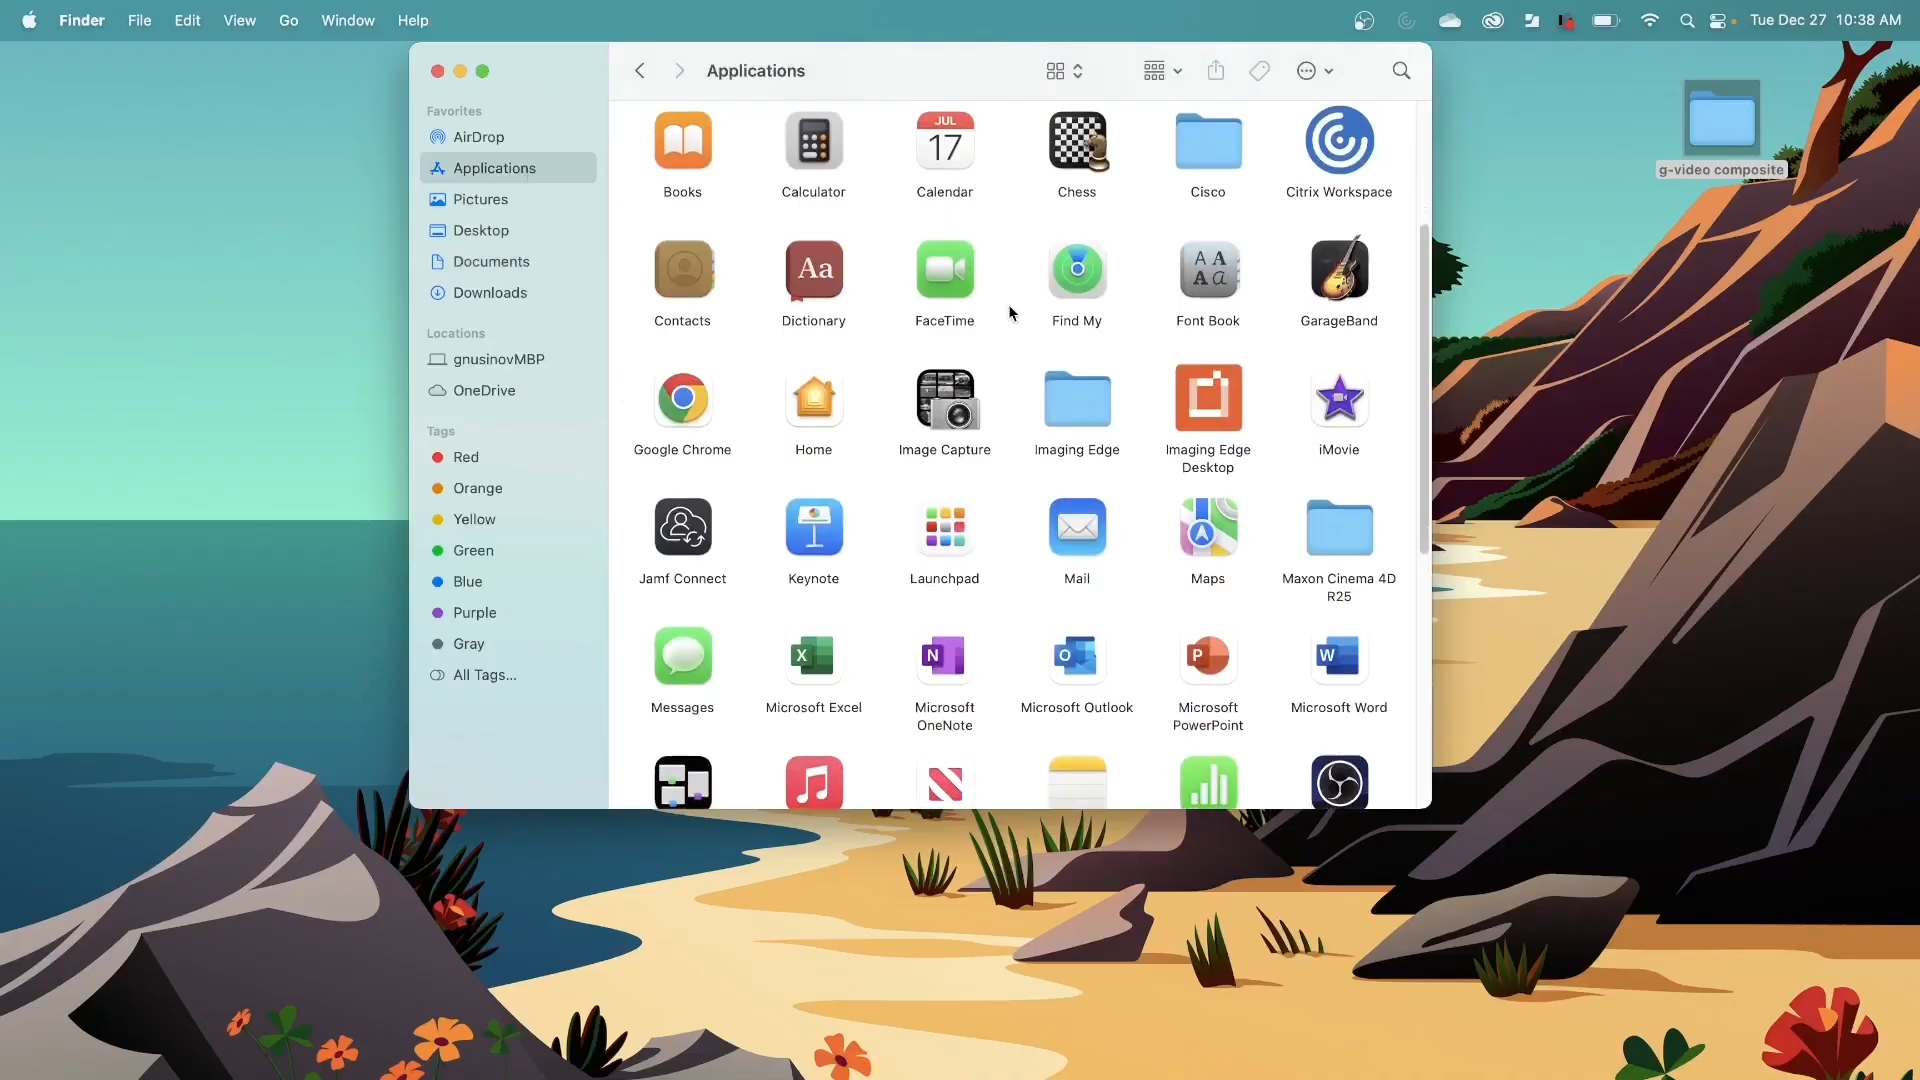 Finder File Edit View Go Window Help
Tue Dec 27 10:38 AM
Applications
Favorites
AirDrop
Applications
Pictures
Desktop
Documents
Downloads
Locations
gnusinovMBP
OneDrive
Tags
Red
Orange
Yellow
Green
Blue
Purple
Gray
All Tags...
JUL
17
Books Calculator Calendar Chess Cisco Citrix Workspace
Aa
A A
A a
Contacts Dictionary FaceTime Find My Font Book GarageBand
Google Chrome Home Image Capture Imaging Edge Imaging Edge iMovie
Desktop
Jamf Connect Keynote Launchpad Mail Maps Maxon Cinema 4D
R25
X N O P W
Messages Microsoft Excel Microsoft Microsoft Outlook Microsoft Microsoft Word
OneNote PowerPoint
g-video composite